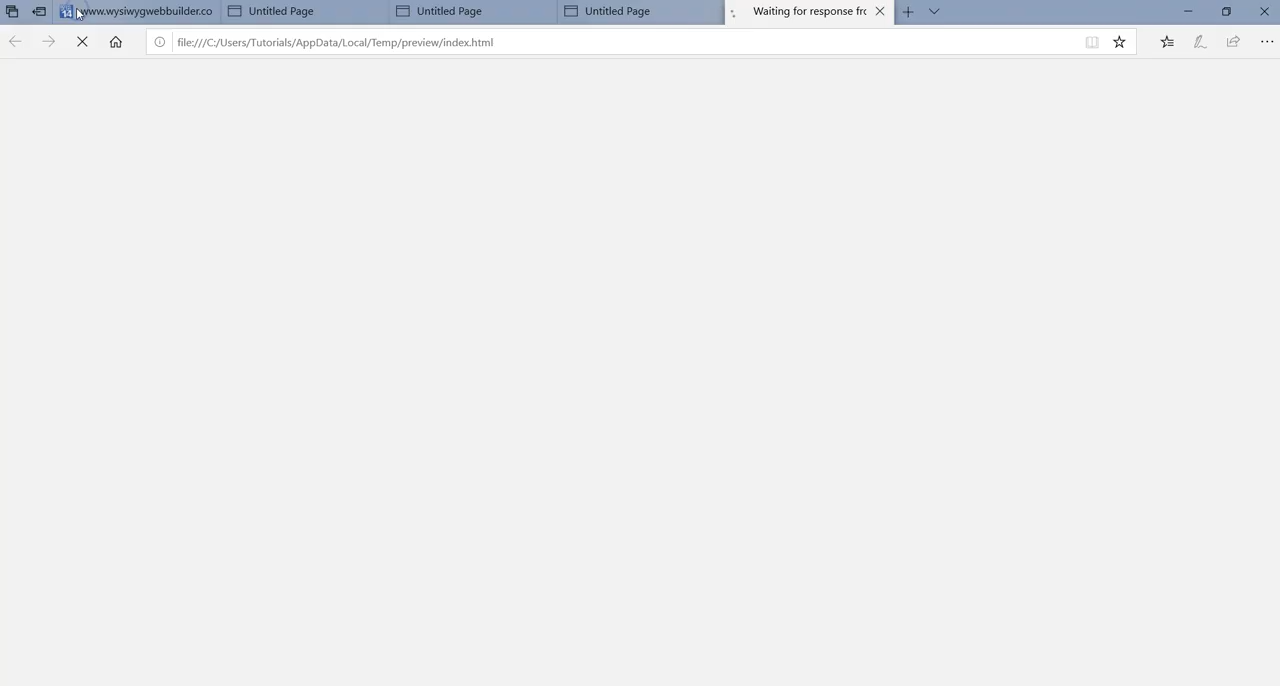 www.wysiwygwebbuilder.co
Untitled Page
Untitled Page
Untitled Page
Waiting for response frc
file:///C:/Users/Tutorials/AppData/Local/Temp/preview/index.html